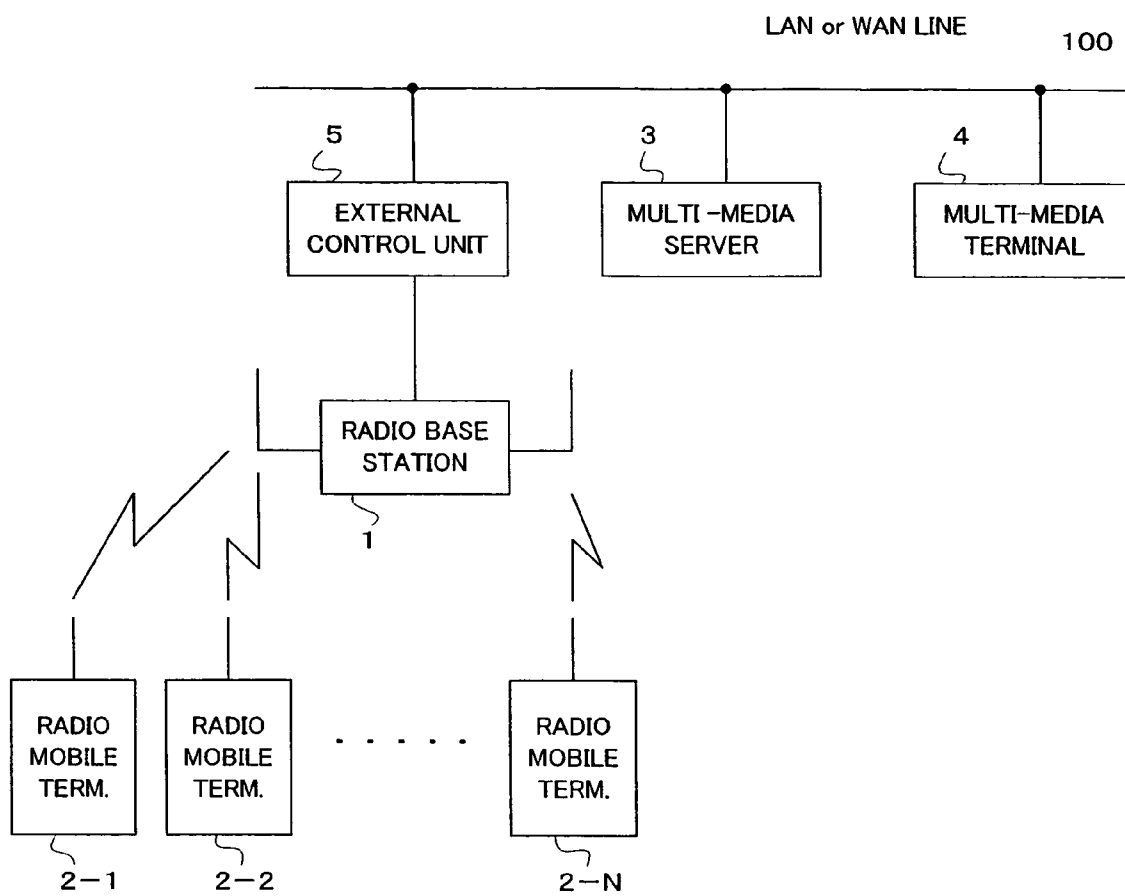 LAN or WAN LINE
100
5
3
4
EXTERNAL
CONTROL UNIT
MULTI-MEDIA
SERVER
MULTI-MEDIA
TERMINAL
RADIO BASE
STATION
1
RADIO
MOBILE
TERM.
RADIO
MOBILE
TERM.
· · · · ·
RADIO
MOBILE
TERM.
2-1
2-2
2-N